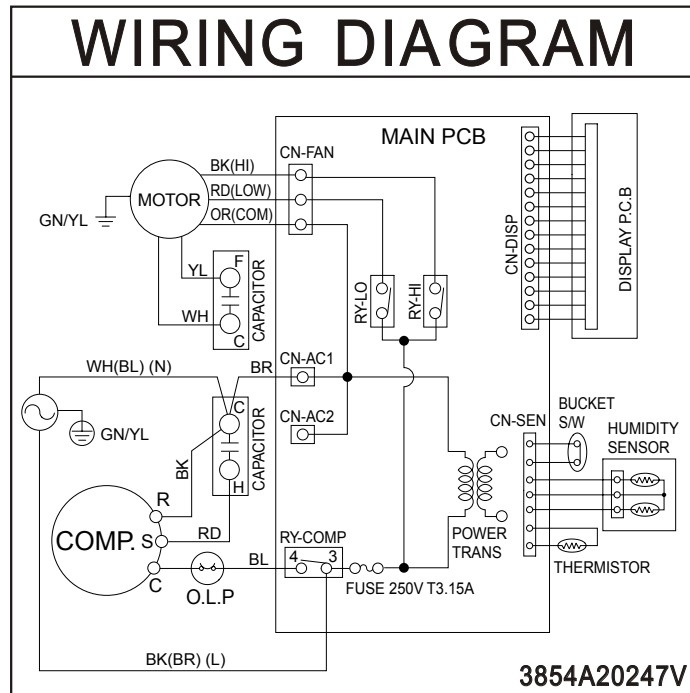 WIRING DIAGRAM
MAIN PCB
CN-FAN
BK(HI)
RD(LOW)
OR(COM)
MOTOR
GN/YL
YL
WH
F
C
CAPACITOR
RY-LO
RY-HI
CN-DISP
DISPLAY P.C.B
WH(BL) (N)
BR
CN-AC1
CN-AC2
GN/YL
C
H
CAPACITOR
BK
RD
COMP.
R
S
C
O.L.P
BL
RY-COMP
4 3
FUSE 250V T3.15A
POWER
TRANS
CN-SEN
BUCKET
S/W
HUMIDITY
SENSOR
THERMISTOR
BK(BR) (L)
3854A20247V